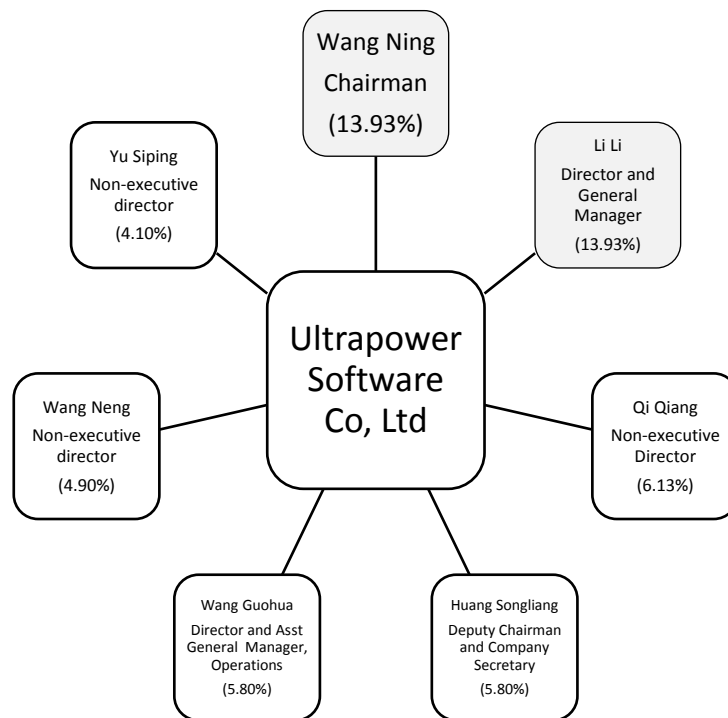 Wang Ning
Chairman
(13.93%)
Yu Siping
Non-executive
director
(4.10%)
Li Li
Director and
General
Manager
(13.93%)
Ultrapower
Software
Co, Ltd
Wang Neng
Non-executive
director
(4.90%)
Qi Qiang
Non-executive
Director
(6.13%)
Wang Guohua
Director and Asst
General Manager,
Operations
(5.80%)
Huang Songliang
Deputy Chairman
and Company
Secretary
(5.80%)